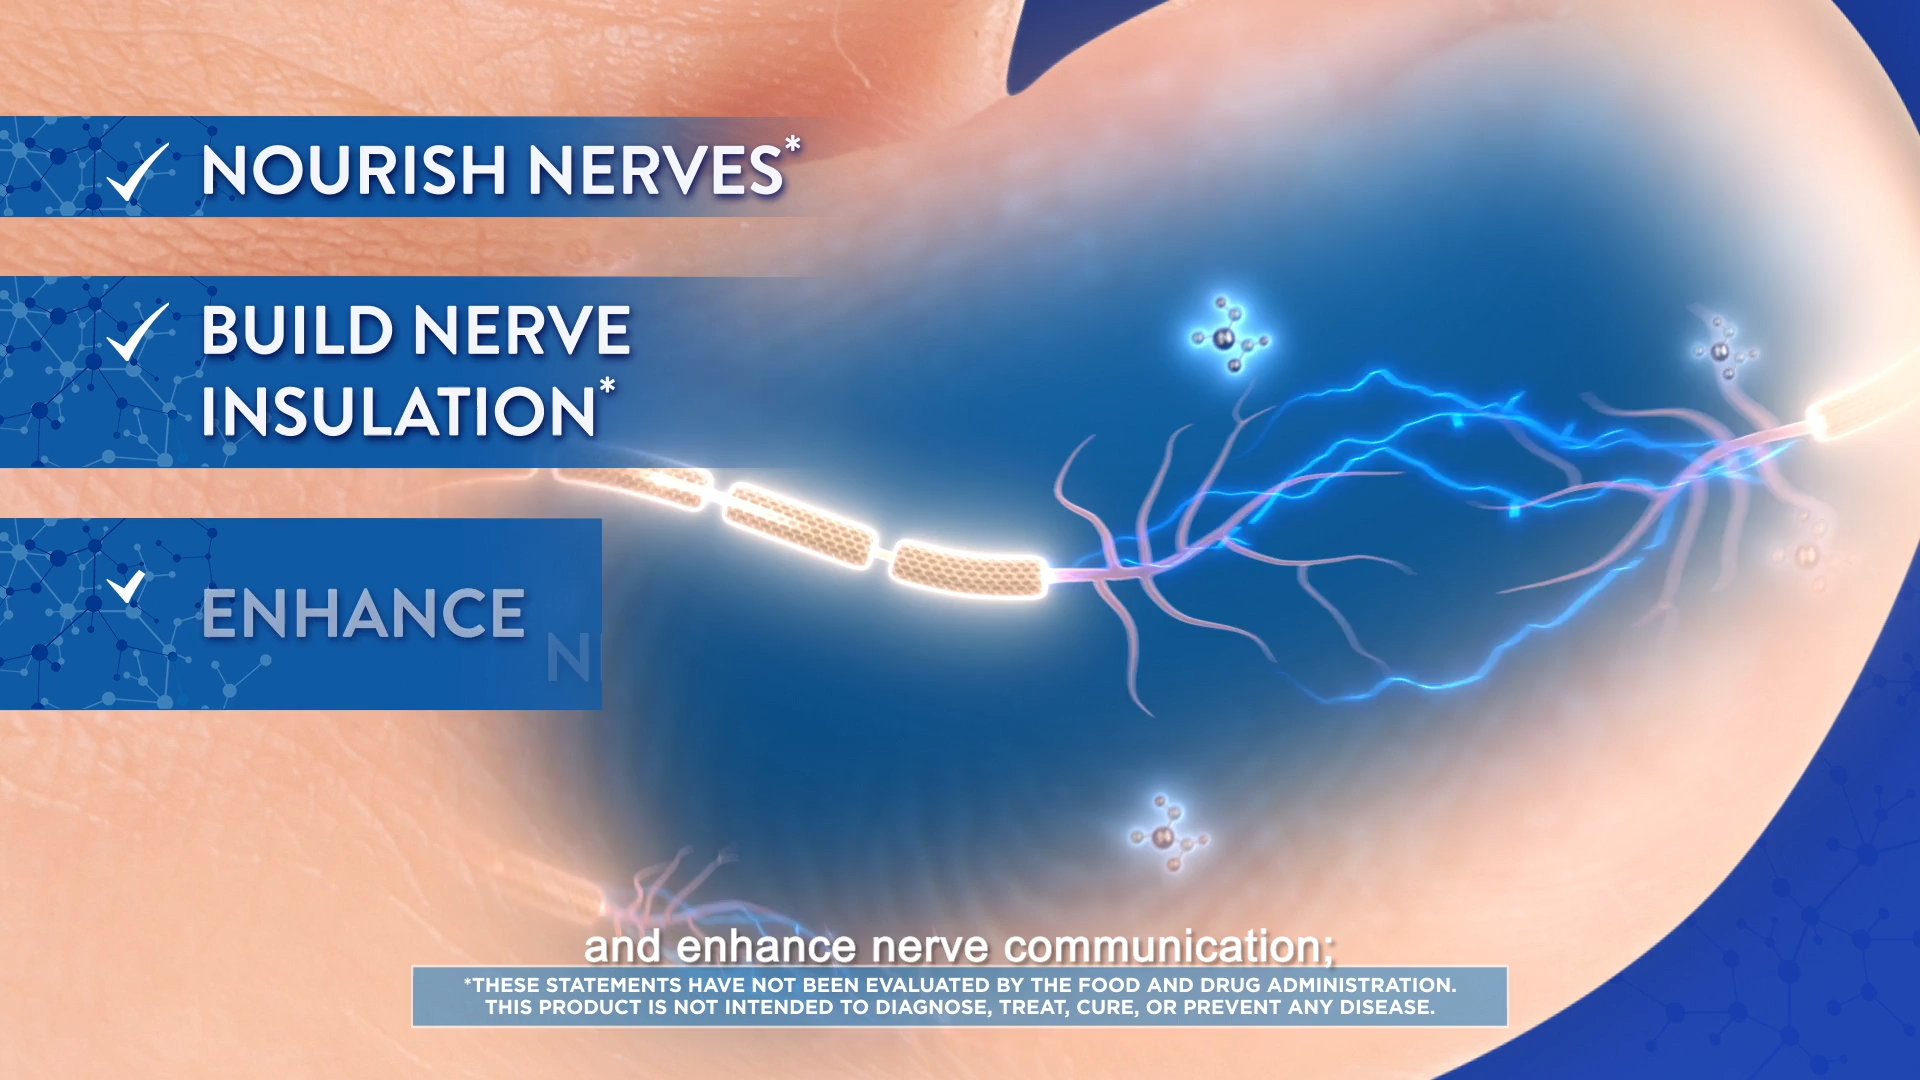 NOURISH NERVES*
BUILD NERVE
INSULATION*
ENHANCE
N
and enhance nerve communication;
*THESE STATEMENTS HAVE NOT BEEN EVALUATED BY THE FOOD AND DRUG ADMINISTRATION.
THIS PRODUCT IS NOT INTENDED TO DIAGNOSE, TREAT, CURE, OR PREVENT ANY DISEASE.